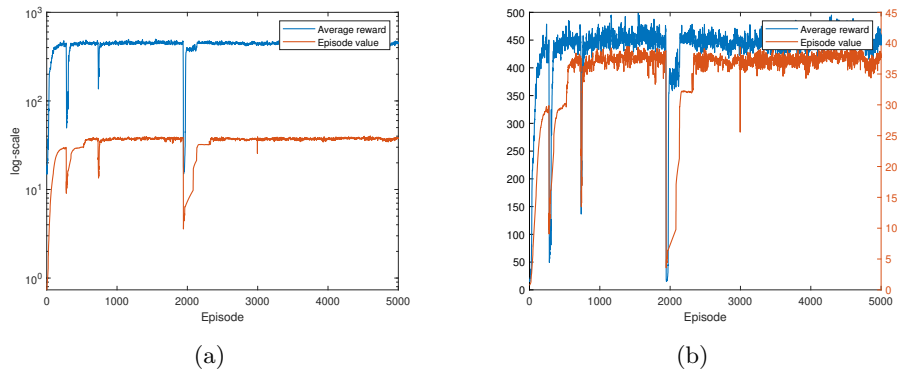 10³
Average reward
Episode value
10²
10¹
10⁰
log-scale
0 1000 2000 3000 4000 5000
Episode
(a)
500
450
400
350
300
250
200
150
100
50
0
Average reward
Episode value
45
40
35
30
25
20
15
10
5
0
0 1000 2000 3000 4000 5000
Episode
(b)